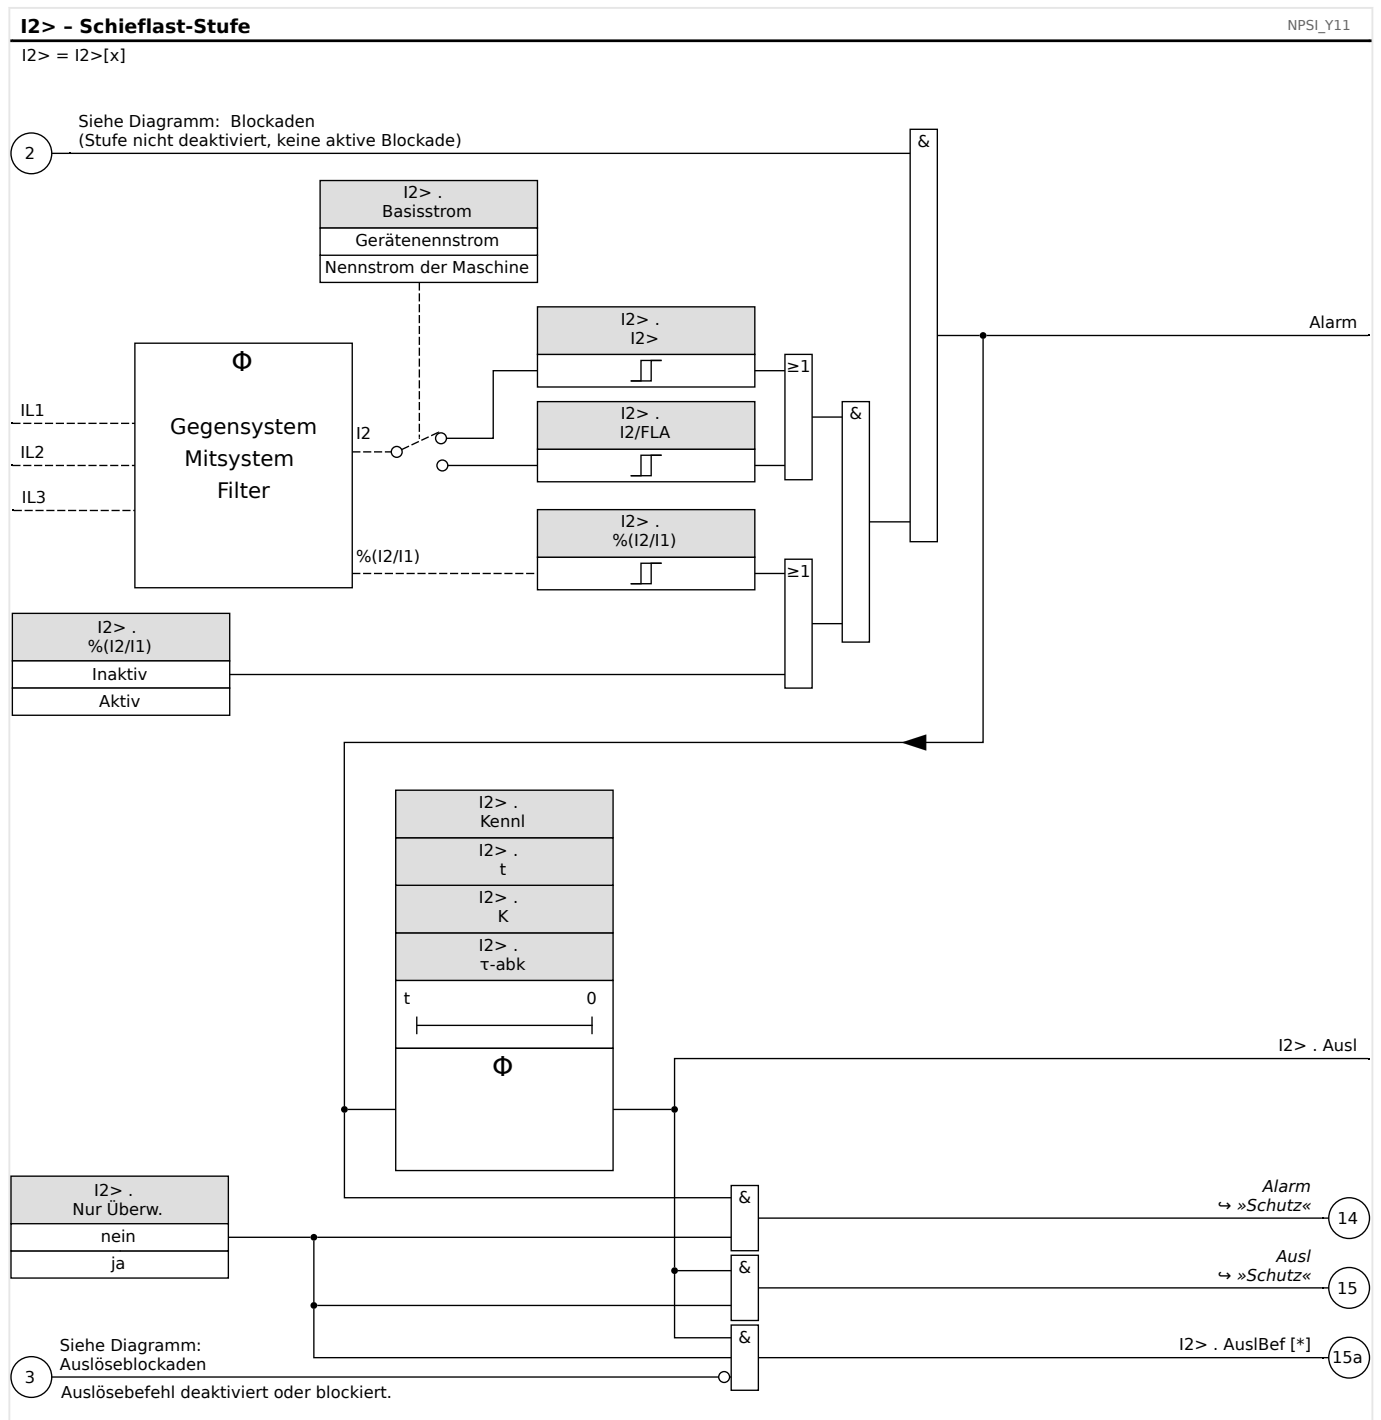 I2> – Schieflast-Stufe
NPSI_Y11
I2> = I2>[x]
Siehe Diagramm: Blockaden
(Stufe nicht deaktiviert, keine aktive Blockade)
2
&
I2> .
Basisstrom
Gerätenennstrom
Nennstrom der Maschine
I2> .
I2>
Alarm
Φ
Gegensystem
Mitsystem
Filter
≥1
IL1
IL2
IL3
I2
I2> .
I2/FLA
&
I2> .
%(I2/I1)
%(I2/I1)
≥1
I2> .
%(I2/I1)
Inaktiv
Aktiv
I2> .
Kennl
I2> .
t
I2> .
K
I2> .
τ-abk
t 0
Φ
I2> . Ausl
I2> .
Nur Überw.
nein
ja
&
Alarm
↪ »Schutz«
14
&
Ausl
↪ »Schutz«
15
&
I2> . AuslBef [*]
15a
Siehe Diagramm:
Auslöseblockaden
3
Auslösebefehl deaktiviert oder blockiert.